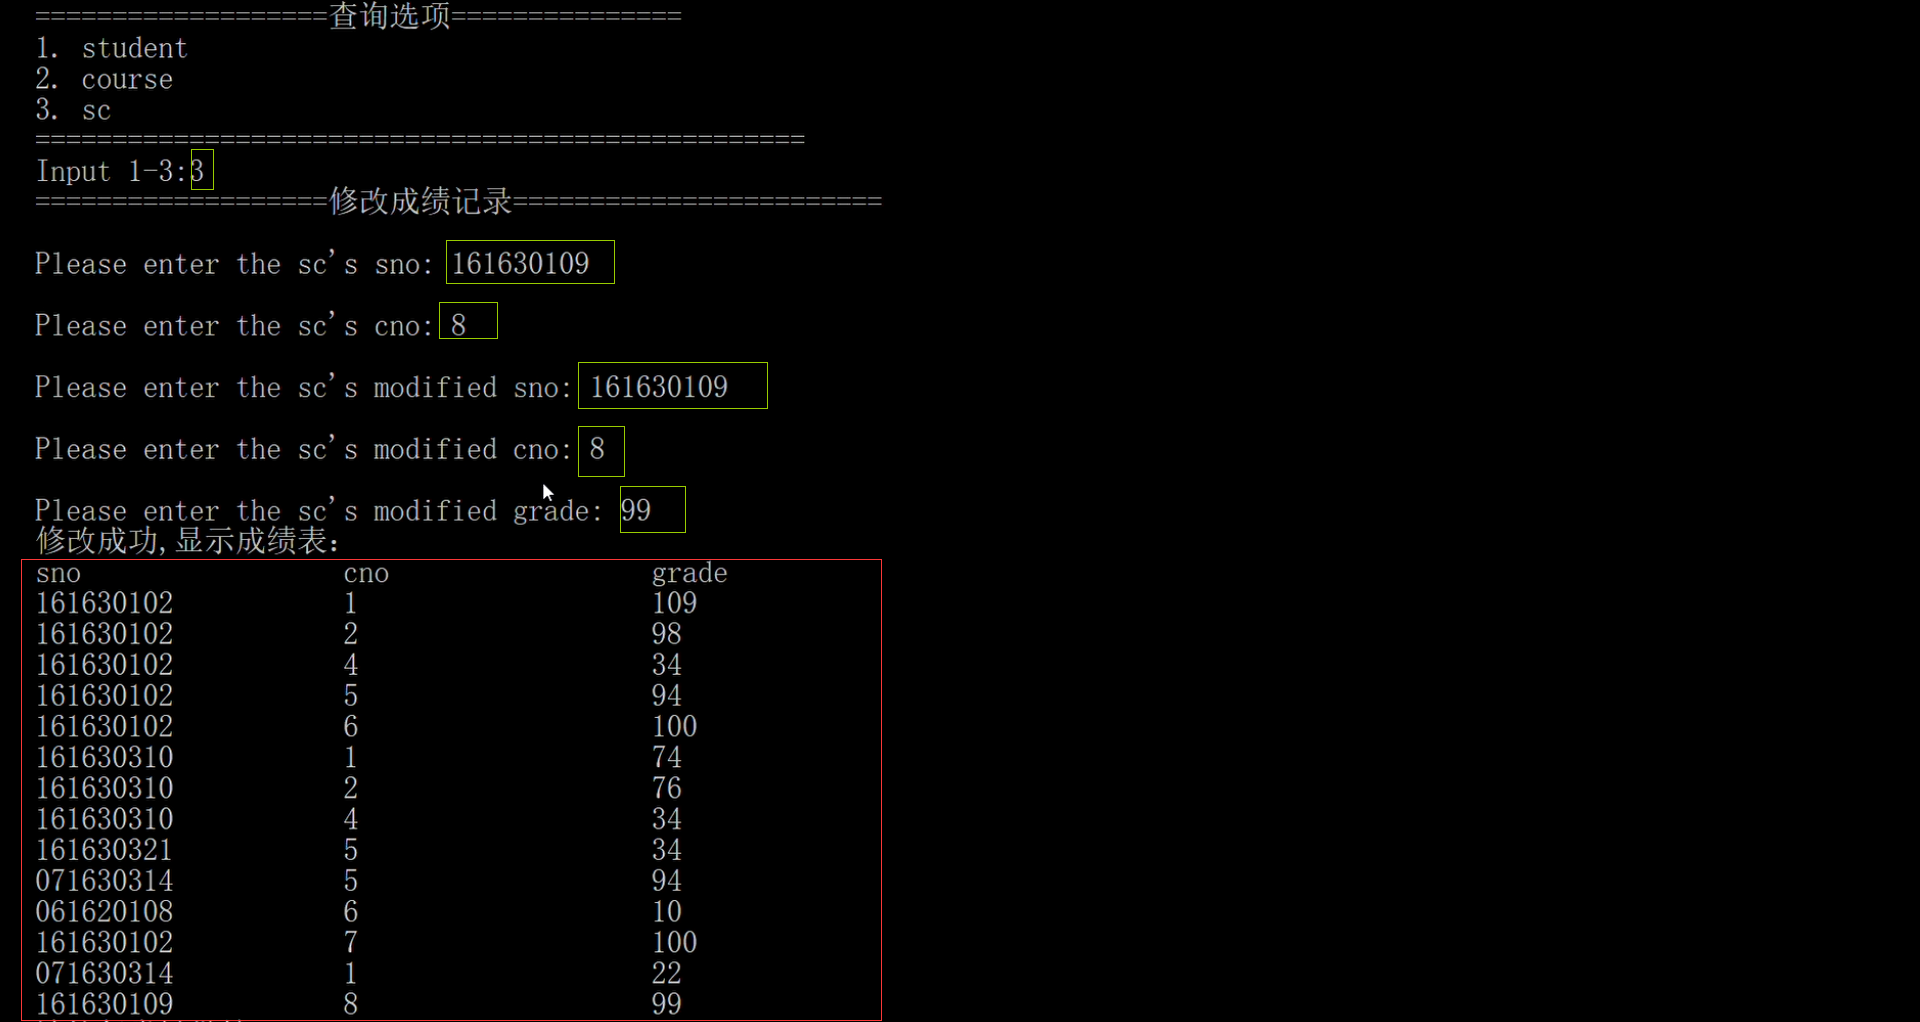 ===================查询选项===============
1. student
2. course
3. sc
==================================================
Input 1-3:3
===================修改成绩记录========================
Please enter the sc's sno: 161630109
Please enter the sc's cno: 8
Please enter the sc's modified sno: 161630109
Please enter the sc's modified cno: 8
Please enter the sc's modified grade: 99
修改成功,显示成绩表:
sno cno grade
161630102 1 109
161630102 2 98
161630102 4 34
161630102 5 94
161630102 6 100
161630310 1 74
161630310 2 76
161630310 4 34
161630321 5 34
071630314 5 94
061620108 6 10
161630102 7 100
071630314 1 22
161630109 8 99